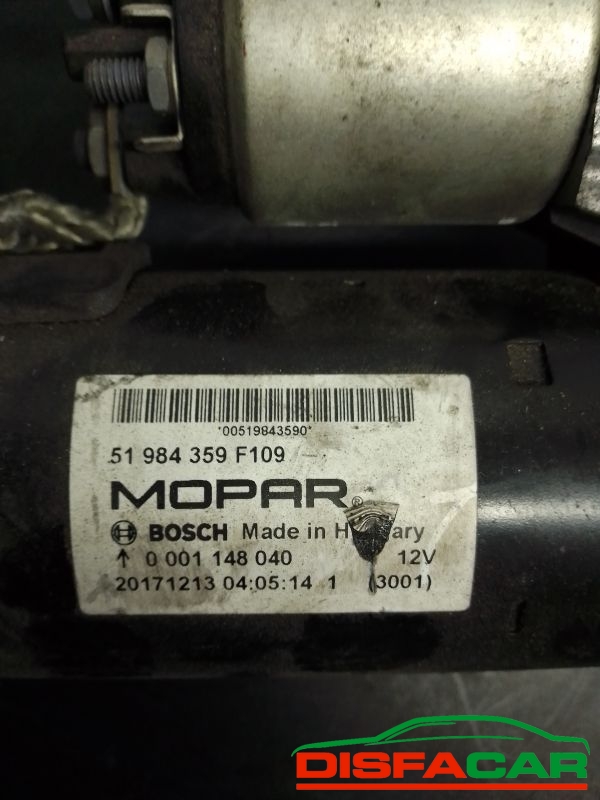 *00519843590*
51 984 359 F109
MOPAR®
BOSCH Made in
↑ 0 001 148 040 12V
20171213 04:05:14 1 (3001)
DISFACAR